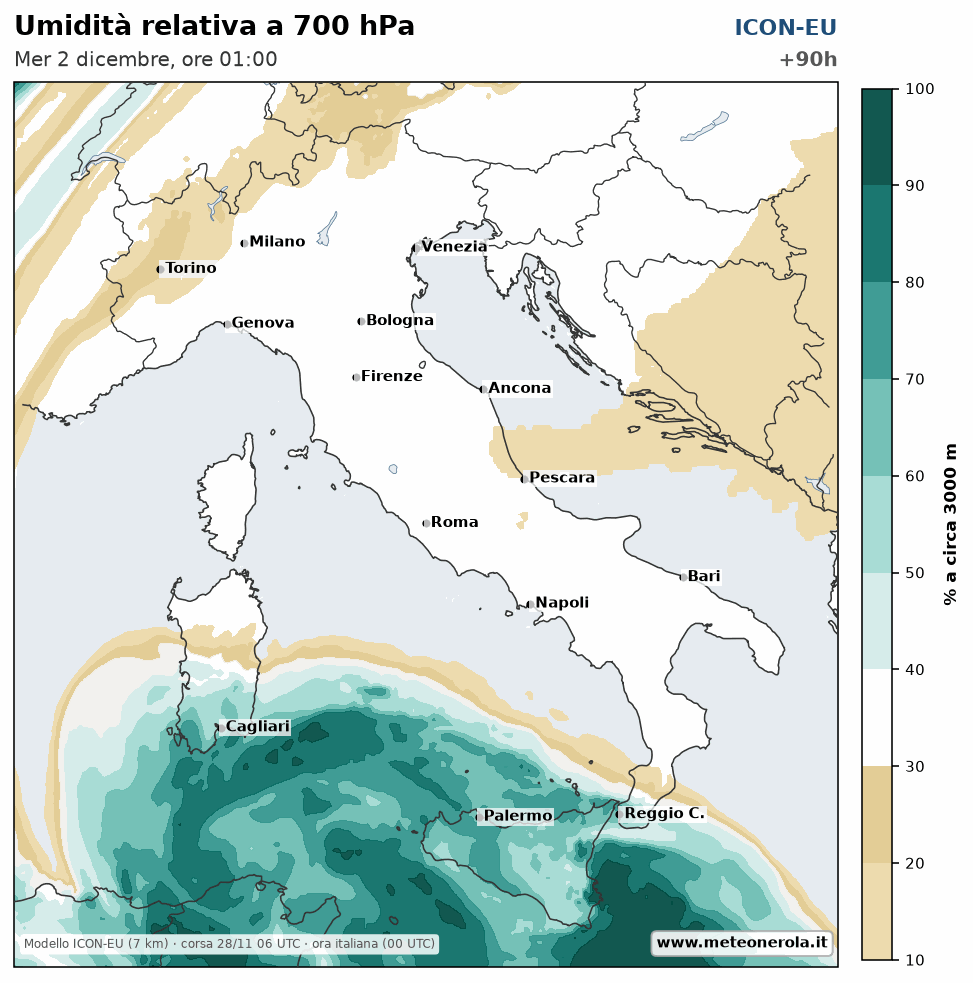 Umidità relativa a 700 hPa
ICON-EU
Mer 2 dicembre, ore 01:00
+90h
Milano
Venezia
Torino
Genova
Bologna
Firenze
Ancona
Pescara
Roma
Bari
Napoli
Cagliari
Palermo
Reggio C.
Modello ICON-EU (7 km) · corsa 28/11 06 UTC · ora italiana (00 UTC)
www.meteonerola.it
100
90
80
70
60
50
40
30
20
10
% a circa 3000 m